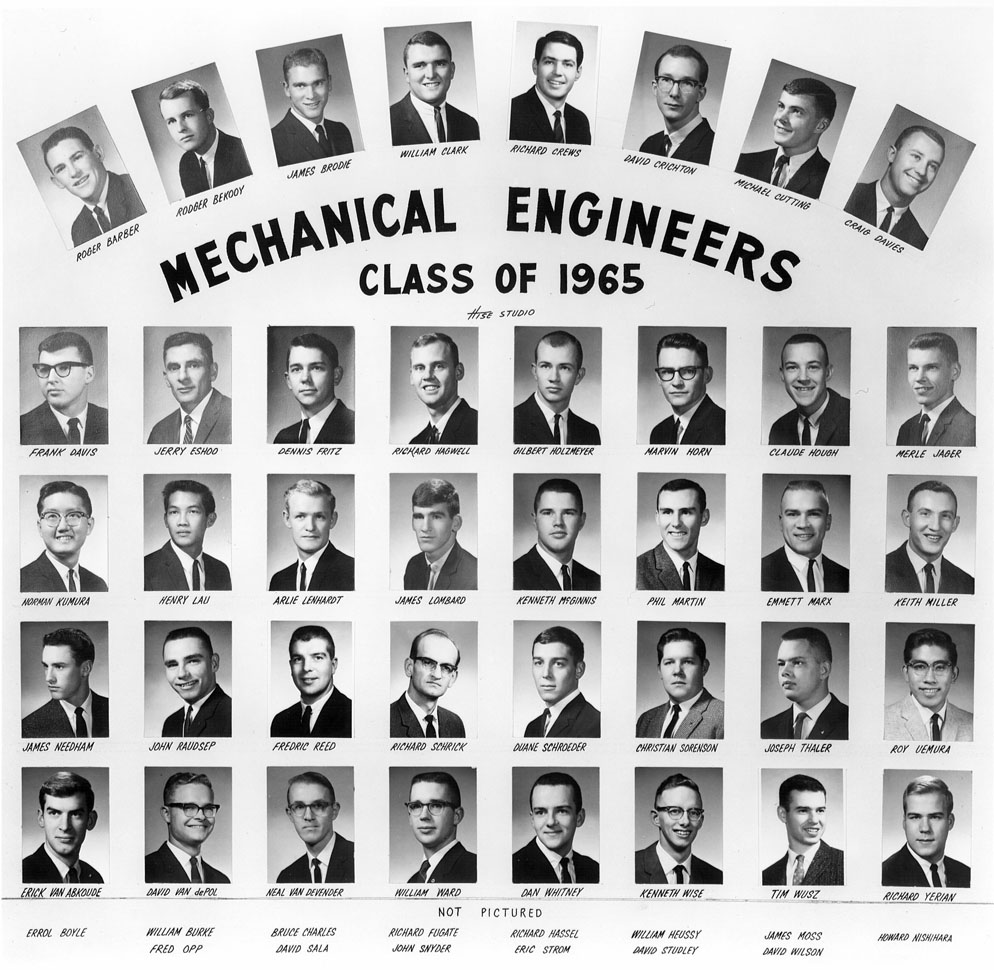 ROGER BARBER
RODGER BEKOOY
JAMES BRODIE
WILLIAM CLARK
RICHARD CREWS
DAVID CRICHTON
MICHAEL CUTTING
CRAIG DAVIES
MECHANICAL ENGINEERS
CLASS OF 1965
HISE STUDIO
FRANK DAVIS JERRY ESHOO DENNIS FRITZ RICHARD HAGWELL GILBERT HOLZMEYER MARVIN HORN CLAUDE HOUGH MERLE JAGER
NORMAN KUMURA HENRY LAU ARLIE LENHARDT JAMES LOMBARD KENNETH McGINNIS PHIL MARTIN EMMETT MARX KEITH MILLER
JAMES NEEDHAM JOHN RAUDSEP FREDRIC REED RICHARD SCHRICK DUANE SCHROEDER CHRISTIAN SORENSON JOSEPH THALER ROY UEMURA
ERICK VAN ABKOUDE DAVID VAN dePOL NEAL VAN DEVENDER WILLIAM WARD DAN WHITNEY KENNETH WISE TIM WUSZ RICHARD YERIAN
NOT PICTURED
ERROL BOYLE WILLIAM BURKE BRUCE CHARLES RICHARD FUGATE RICHARD HASSEL WILLIAM HEUSSY JAMES MOSS HOWARD NISHIHARA
FRED OPP DAVID SALA JOHN SNYDER ERIC STROM DAVID STUDLEY DAVID WILSON